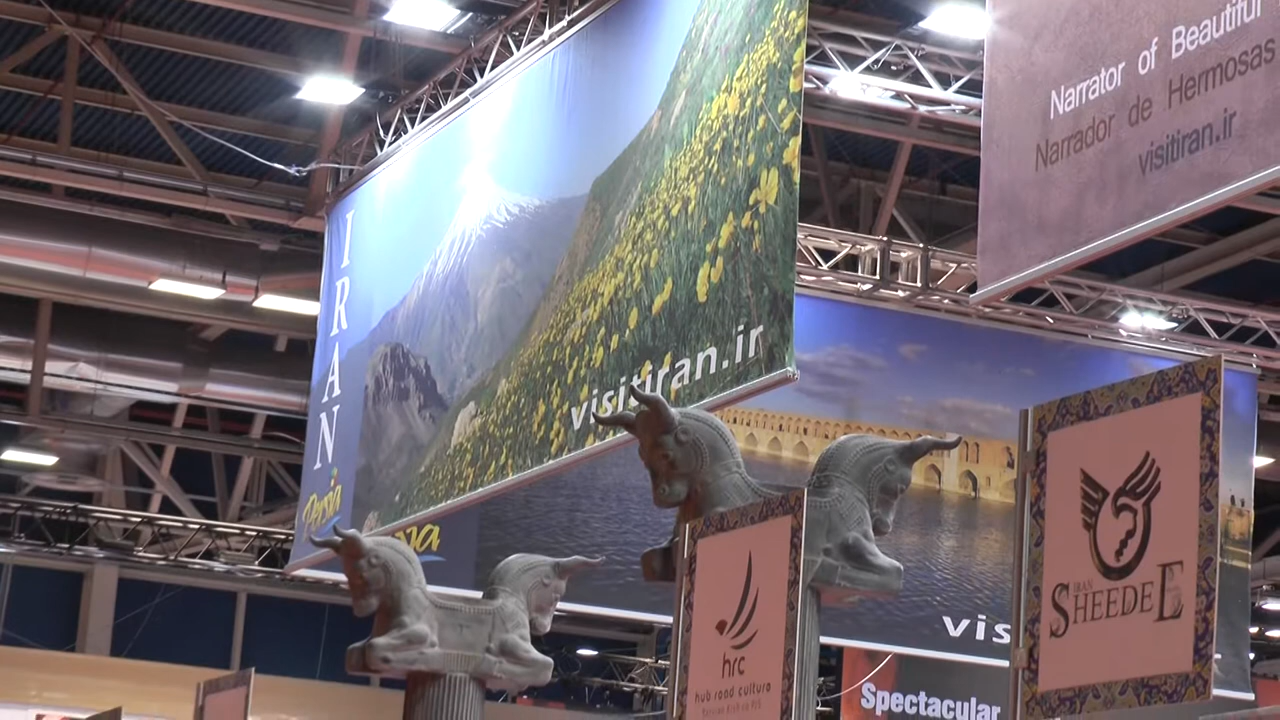 Narrator of Beautiful
Narrador de Hermosas
visitiran.ir
IRAN
Persia
visitiran.ir
vis
IRAN
SHEEDEE
hrc
hub road cultura
Spectacular